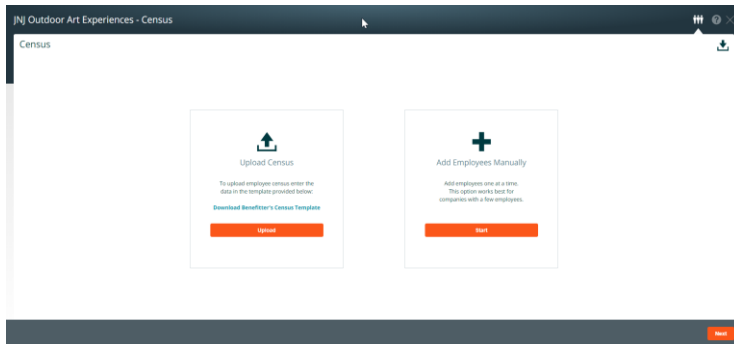 JNJ Outdoor Art Experiences - Census
Census
Upload Census
To upload employee census enter the
data in the template provided below:
Download Benefitter's Census Template
Upload
Add Employees Manually
Add employees one at a time.
This option works best for
companies with a few employees.
Start
Next